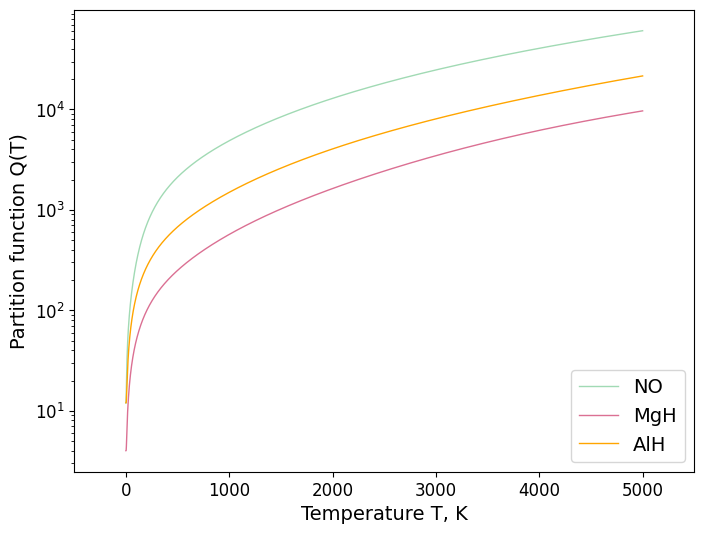 Partition function Q(T)
10^4
10^3
10^2
10^1
NO
MgH
AlH
0 1000 2000 3000 4000 5000
Temperature T, K